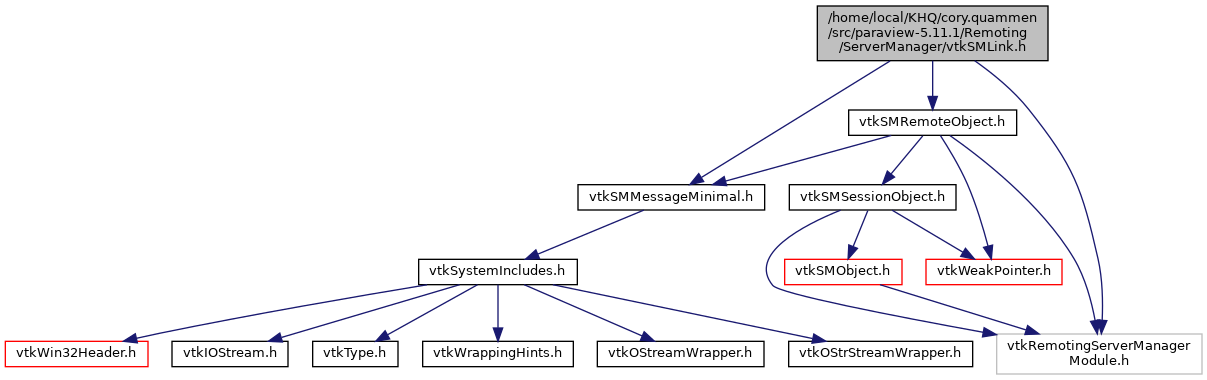 /home/local/KHQ/cory.quammen
/src/paraview-5.11.1/Remoting
/ServerManager/vtkSMLink.h
vtkSMRemoteObject.h
vtkSMMessageMinimal.h
vtkSMSessionObject.h
vtkSystemIncludes.h
vtkSMObject.h
vtkWeakPointer.h
vtkWin32Header.h
vtkIOStream.h
vtkType.h
vtkWrappingHints.h
vtkOStreamWrapper.h
vtkOStrStreamWrapper.h
vtkRemotingServerManager
Module.h